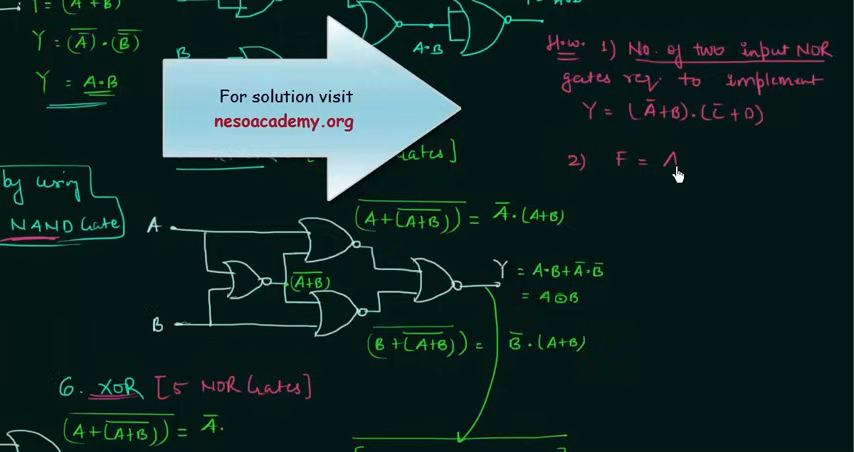 Y = (A + B)
Y = (A̅)·(B̅)
Y = A·B
A·B
For solution visit
nesoacademy.org
H.w. 1) No. of two input NOR
gates req. to implement
Y = (A̅+B)·(C̅+D)
2) F = A
Gates]
by using
NAND Gate
A
(A+(A+B)̅)̅ = A̅·(A+B)
(A+B)̅
Y = A·B + A̅·B̅
= A⊙B
B
(B+(A+B)̅)̅ = B̅·(A+B)
6. XOR [5 NOR Gates]
(A+(A+B)̅)̅ = A̅·